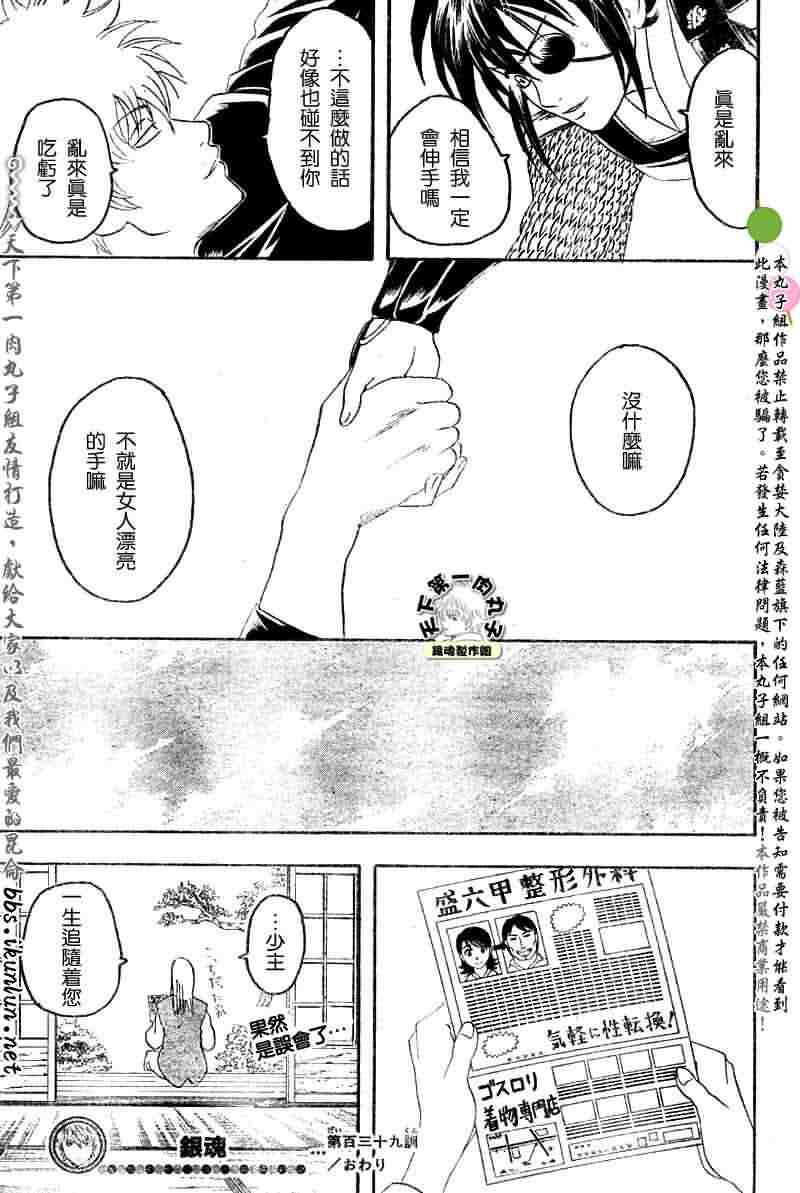 真是亂來
相信我一定
會伸手嗎
…不這麼做的話
好像也碰不到你
亂來真是
吃虧了
沒什麼嘛
不就是女人漂亮
的手嘛
天下第一肉丸子
銀魂製作組
盛六甲整形外科
気軽に性転換!
ゴスロリ
着物専門店
…少主
一生追隨着您
果然
是誤會了…
銀魂
…第百三十九訓
/おわり
本丸子組作品禁止轉載至貪婪大陸及森藍旗下的任何網站。如果您被告知需要付款才能看到
此漫畫,那麼您被騙了。若發生任何法律問題,本丸子組一概不負責!本作品嚴禁商業用途!
天下第一肉丸子組友情打造,獻給大家以及我們最愛的昆侖
bbs.ikunlun.net